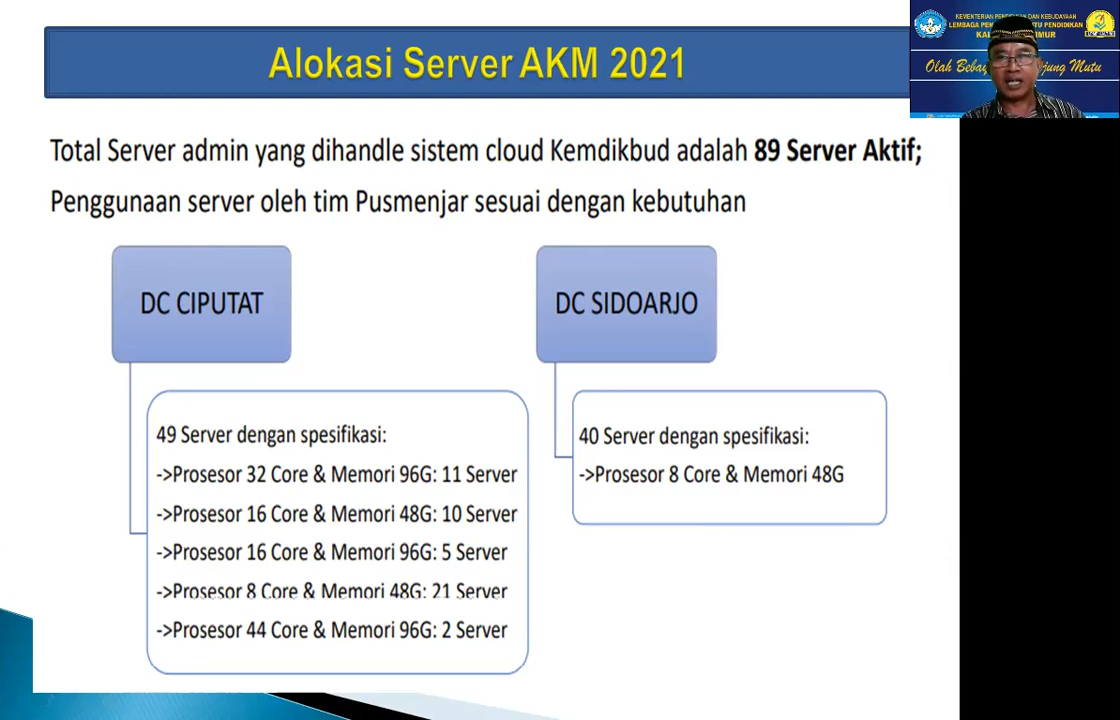 Alokasi Server AKM 2021
KEMENTERIAN PENDIDIKAN DAN KEBUDAYAAN
LEMBAGA PENDIDIKAN
KAL TIMUR
Olah Bebaya Mutu
Total Server admin yang dihandle sistem cloud Kemdikbud adalah 89 Server Aktif;
Penggunaan server oleh tim Pusmenjar sesuai dengan kebutuhan
DC CIPUTAT
49 Server dengan spesifikasi:
->Prosesor 32 Core & Memori 96G: 11 Server
->Prosesor 16 Core & Memori 48G: 10 Server
->Prosesor 16 Core & Memori 96G: 5 Server
->Prosesor 8 Core & Memori 48G: 21 Server
->Prosesor 44 Core & Memori 96G: 2 Server
DC SIDOARJO
40 Server dengan spesifikasi:
->Prosesor 8 Core & Memori 48G